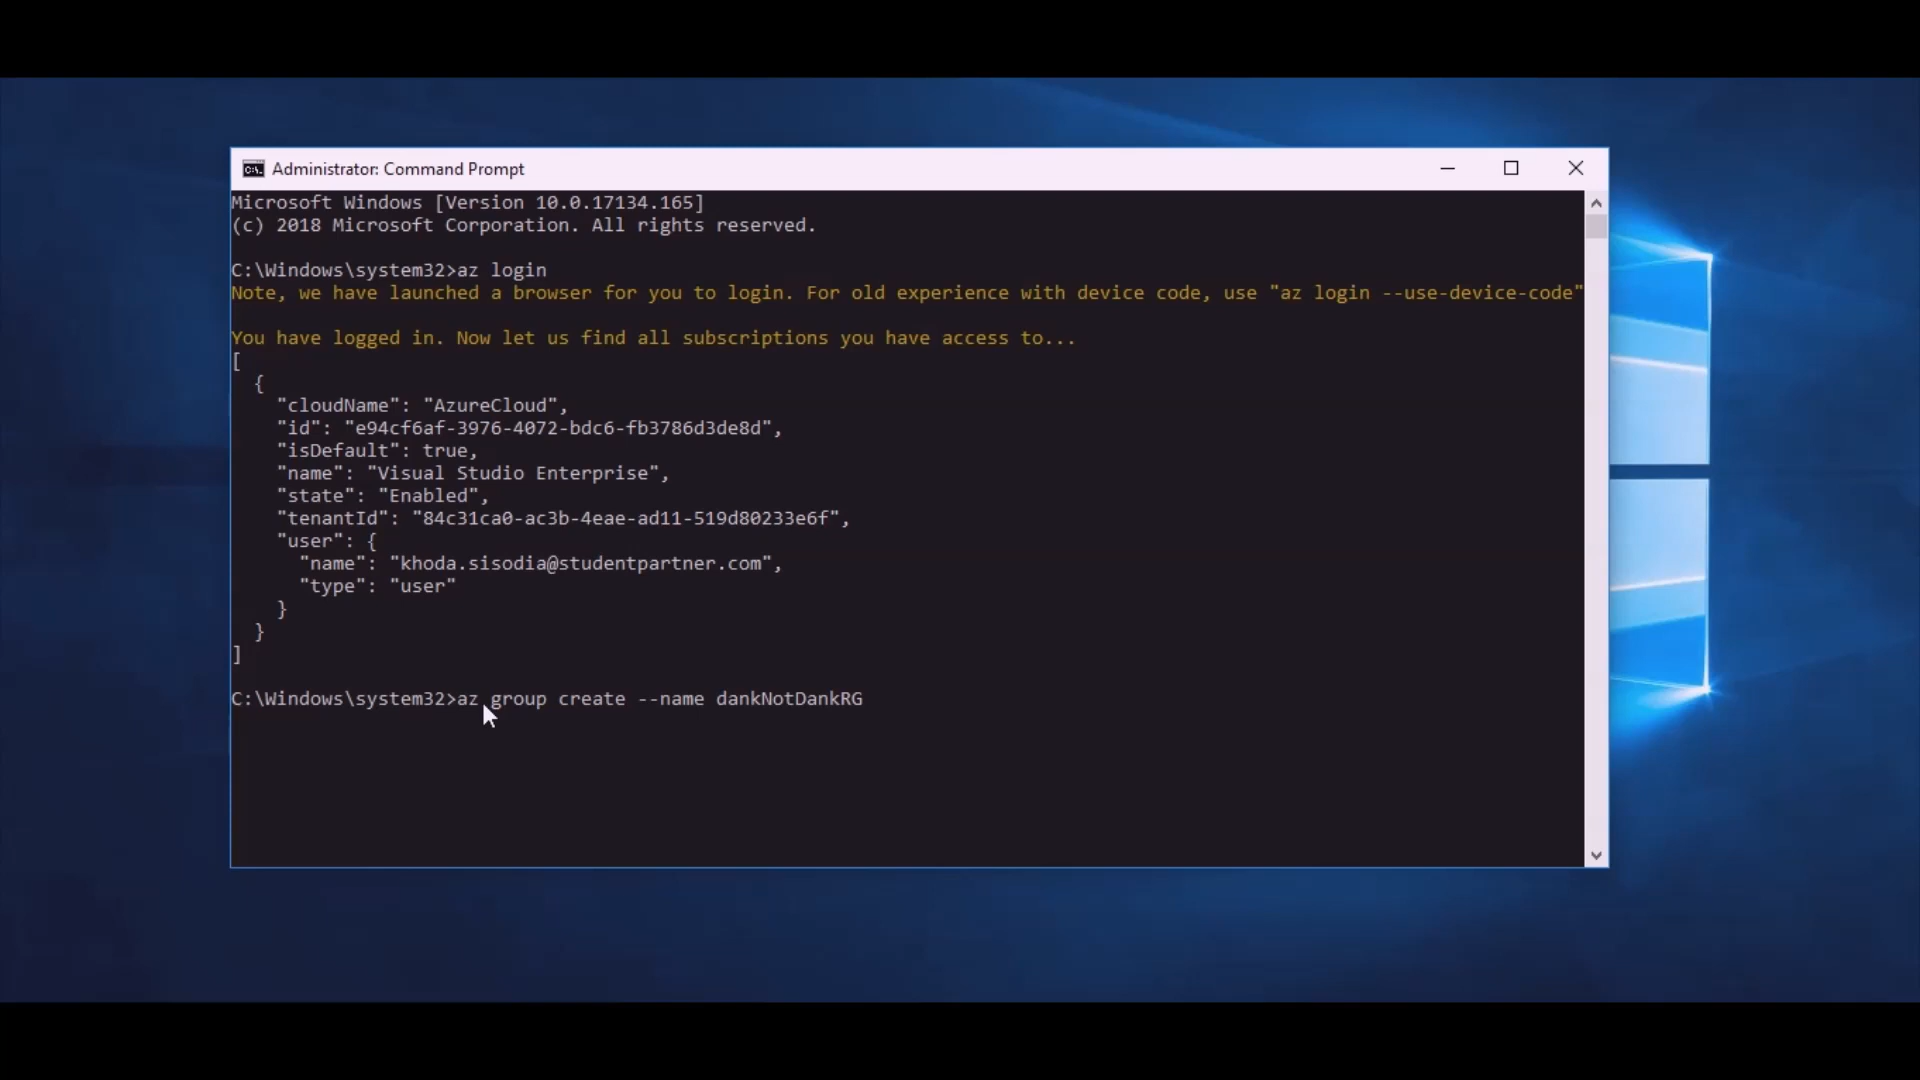 Administrator: Command Prompt
Microsoft Windows [Version 10.0.17134.165]
(c) 2018 Microsoft Corporation. All rights reserved.
C:\Windows\system32>az login
Note, we have launched a browser for you to login. For old experience with device code, use "az login --use-device-code"
You have logged in. Now let us find all subscriptions you have access to...
[
  {
    "cloudName": "AzureCloud",
    "id": "e94cf6af-3976-4072-bdc6-fb3786d3de8d",
    "isDefault": true,
    "name": "Visual Studio Enterprise",
    "state": "Enabled",
    "tenantId": "84c31ca0-ac3b-4eae-ad11-519d80233e6f",
    "user": {
      "name": "khoda.sisodia@studentpartner.com",
      "type": "user"
    }
  }
]
C:\Windows\system32>az group create --name dankNotDankRG